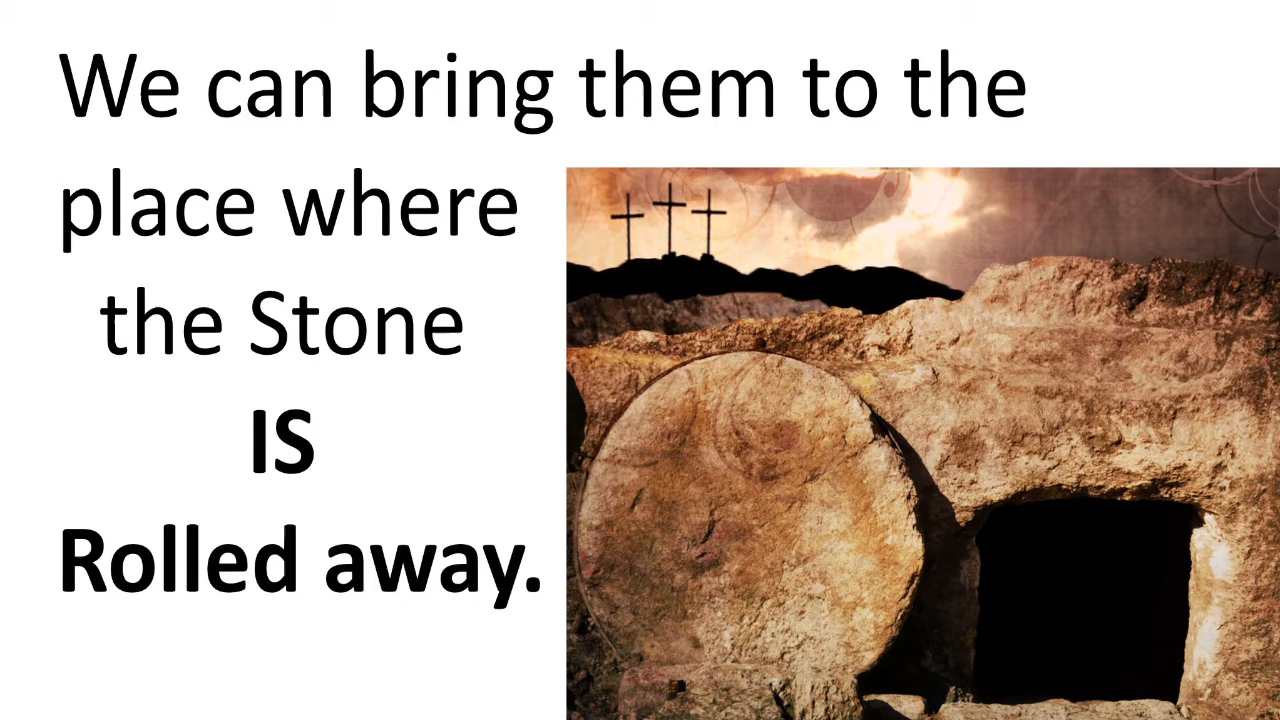 We can bring them to the
place where
the Stone
IS
Rolled away.